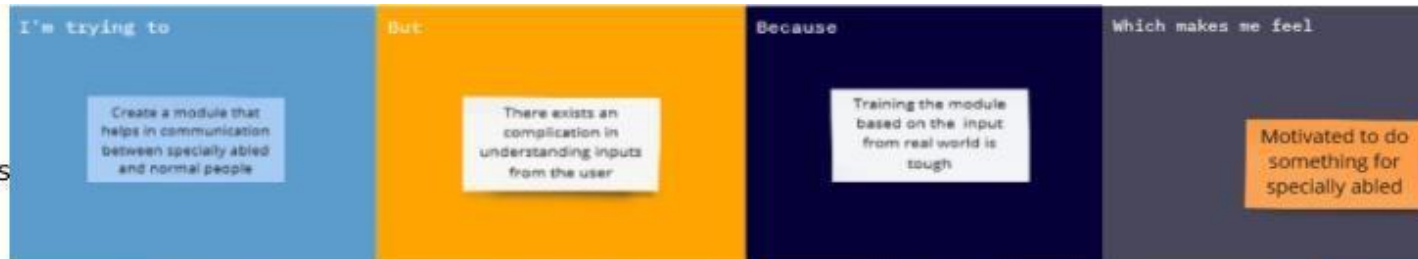 I'm trying to
Create a module that
helps in communication
between specially abled
and normal people
But
There exists an
complication in
understanding inputs
from the user
Because
Training the module
based on the input
from real world is
tough
Which makes me feel
Motivated to do
something for
specially abled
s